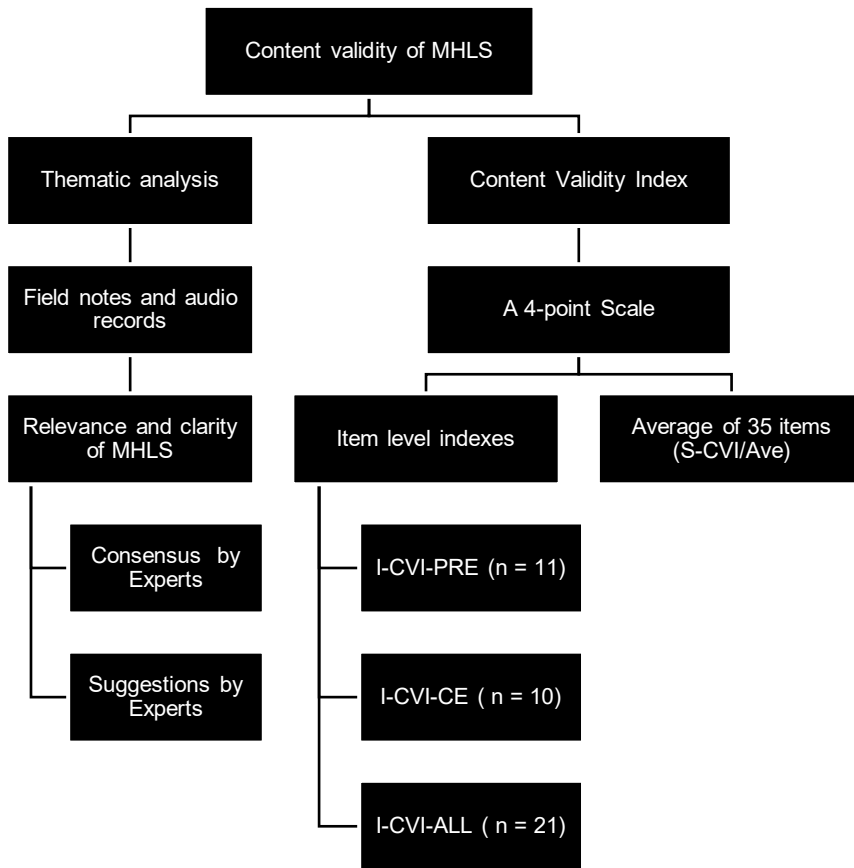 Content validity of MHLS
Thematic analysis
Content Validity Index
Field notes and audio
records
A 4-point Scale
Relevance and clarity
of MHLS
Item level indexes
Average of 35 items
(S-CVI/Ave)
Consensus by
Experts
I-CVI-PRE (n = 11)
Suggestions by
Experts
I-CVI-CE ( n = 10)
I-CVI-ALL ( n = 21)